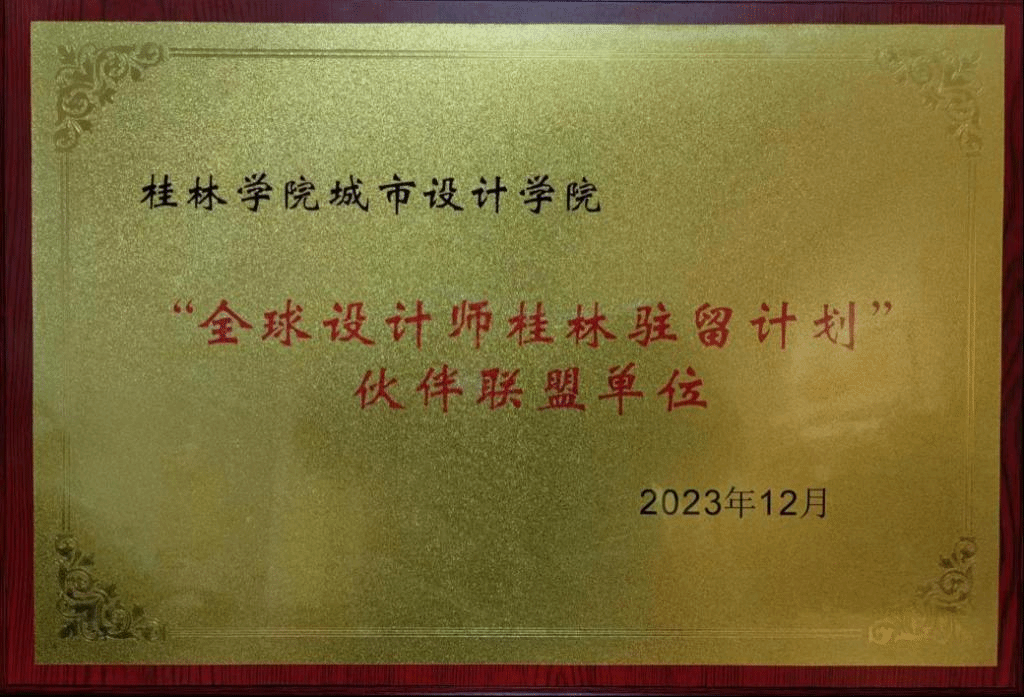 桂林学院城市设计学院
“全球设计师桂林驻留计划”
伙伴联盟单位
2023年12月